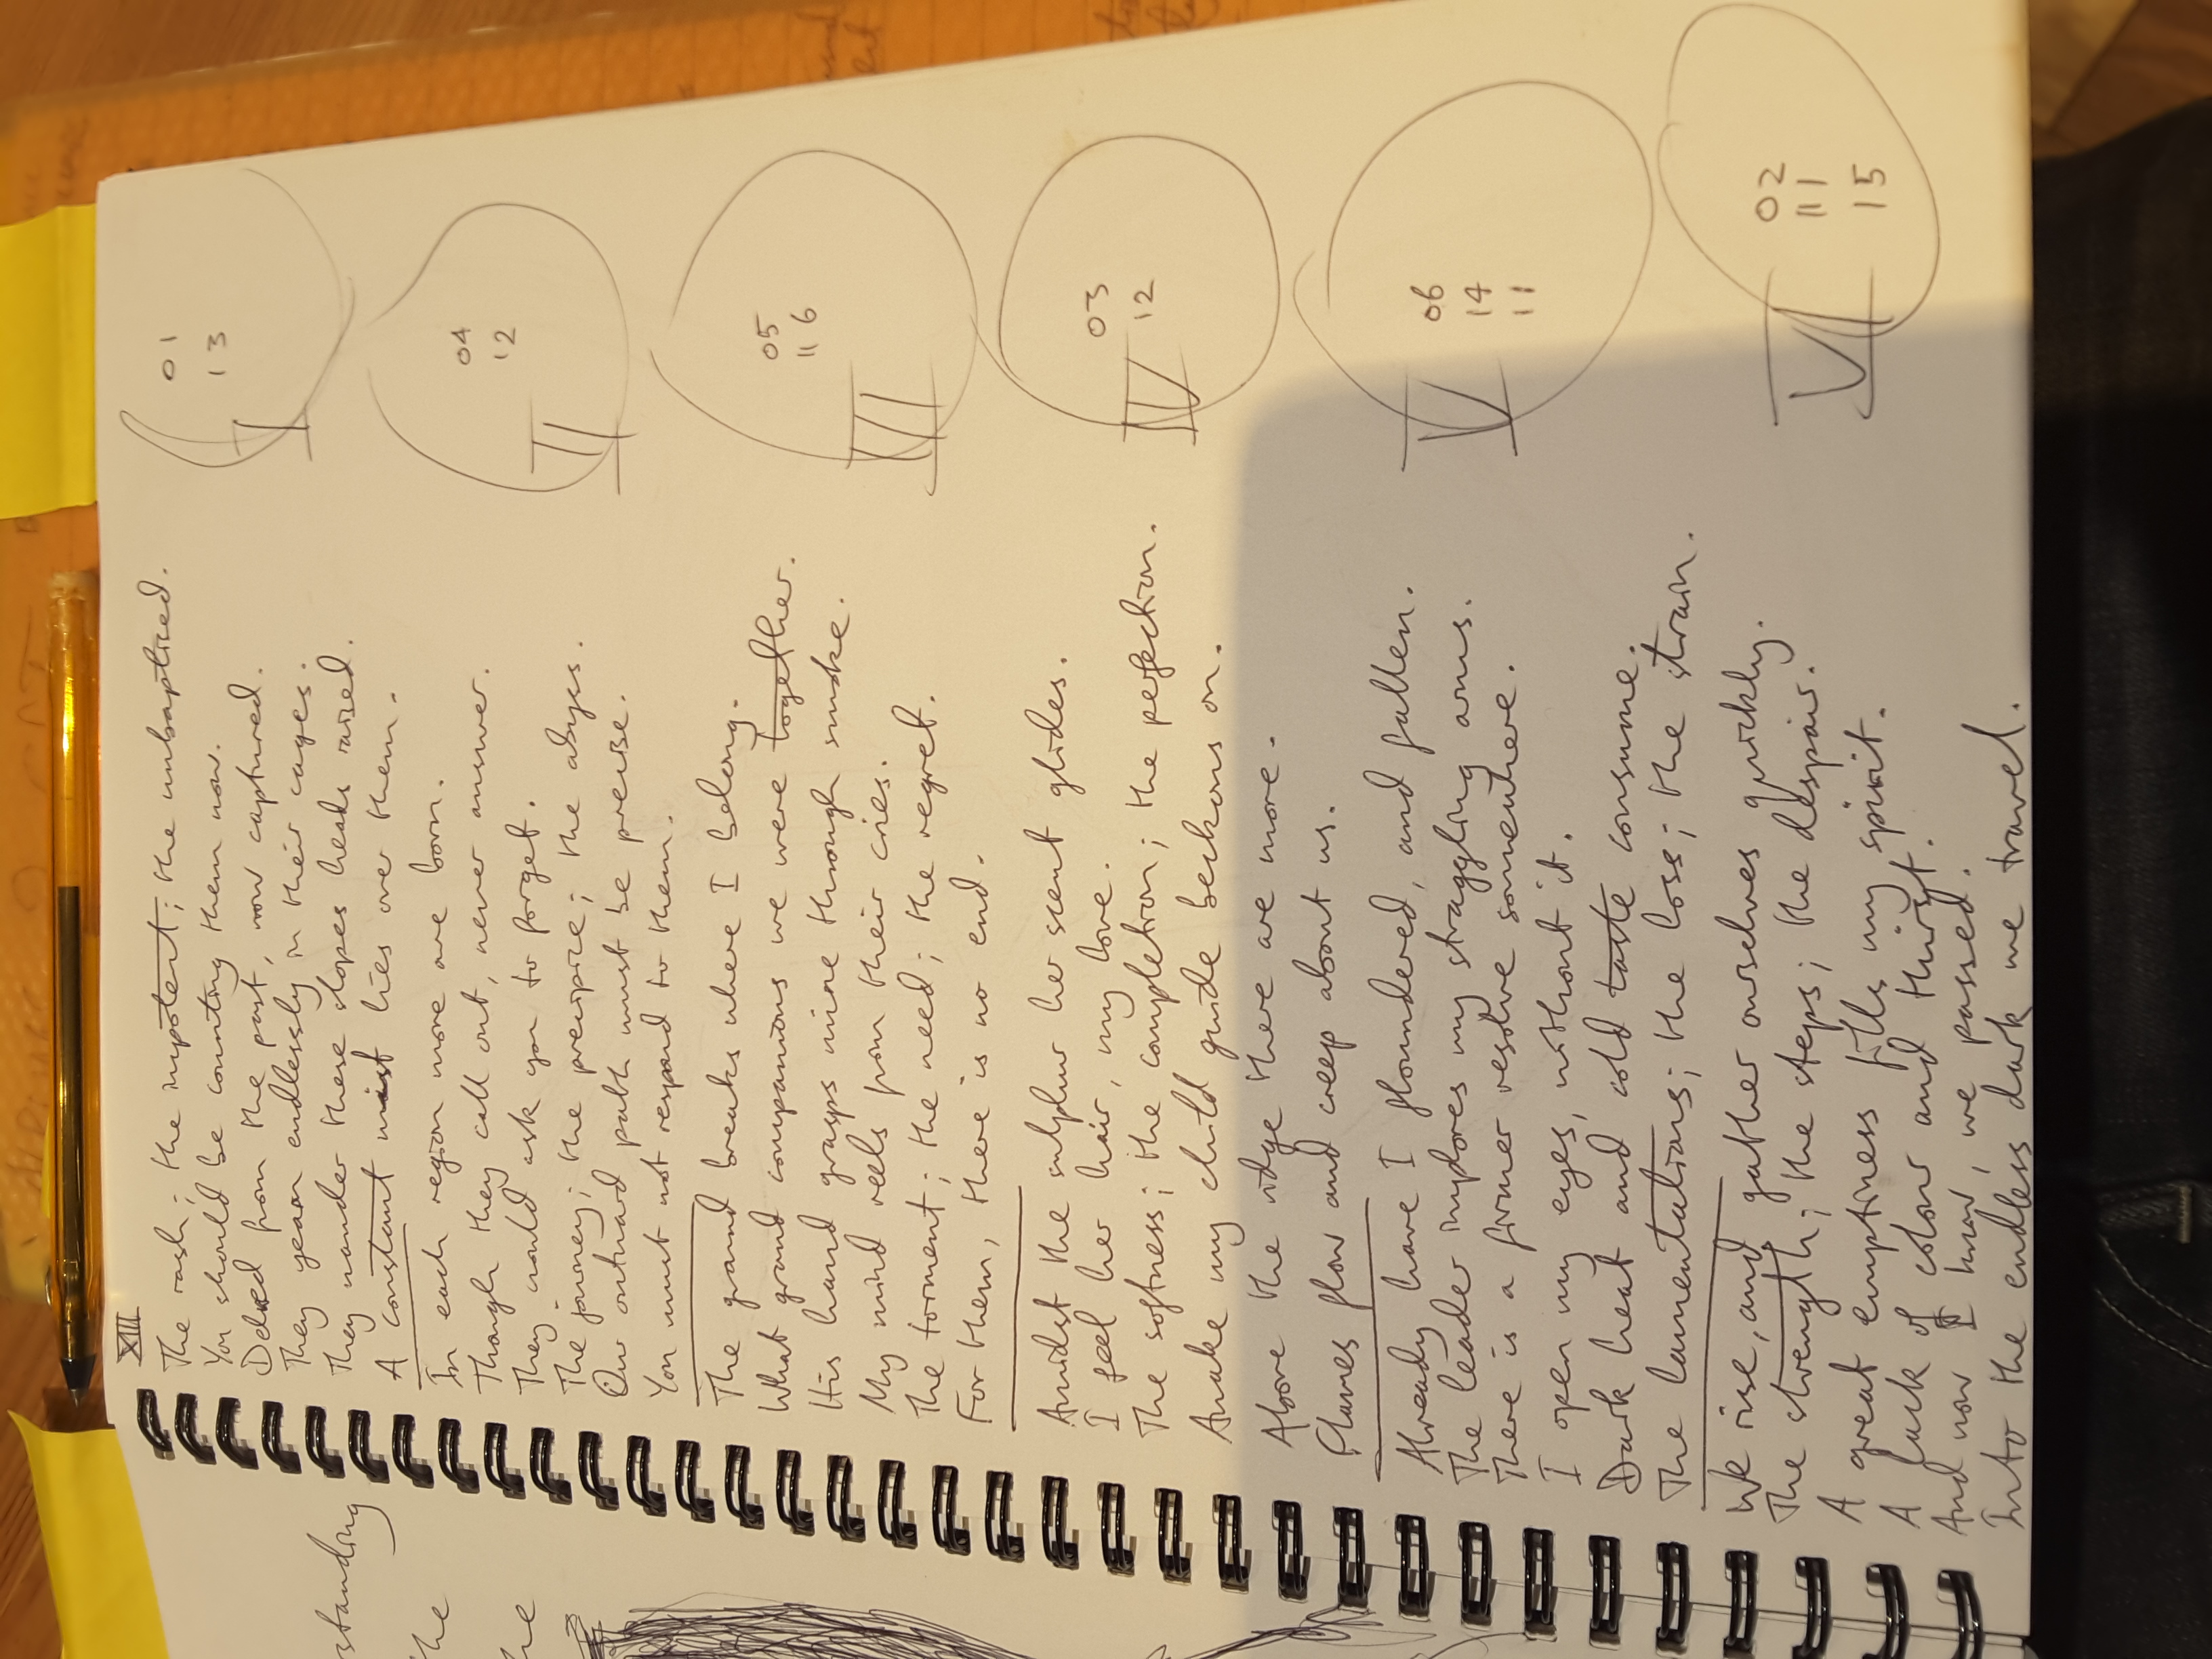 XIII
The rash; the impotent; the unbaptised.
You should be counting them now.
Delved from the past, now captured.
They yearn endlessly in their cages.
They wander these slopes heads raised.
A constant mist lies over them.
In each region more are born.
Though they call out, never answer.
They would ask you to forget.
The journey; the precipice; the abyss.
Our outward path must be precise.
You must not respond to them.
The ground breaks where I belong.
What grand companions we were together.
His hand grasps mine through smoke.
My mind reels from their cries.
The torment; the need; the regret.
For them, there is no end.
Amidst the sulphur her scent glides.
I feel her hair, my love.
The softness; the completion; the perfection.
Awake my child guide beckons on.
Above the ridge there are more.
Flames flow and creep about us.
Already have I floundered, and fallen.
The leader implores my straggling arms.
There is a firmer resolve somewhere.
I open my eyes, without it.
Dark heat and cold taste consume.
The lamentations; the loss; the strain.
We rise, and gather ourselves quickly.
The strength; the steps; the despair.
A great emptiness fills my spirit.
A lack of colour and thirst.
And now I know, we passed.
Into the endless dark we travel.
01
13
I
04
12
II
05
116
III
03
12
IV
06
14
11
V
02
111
15
VI
standing
the
he